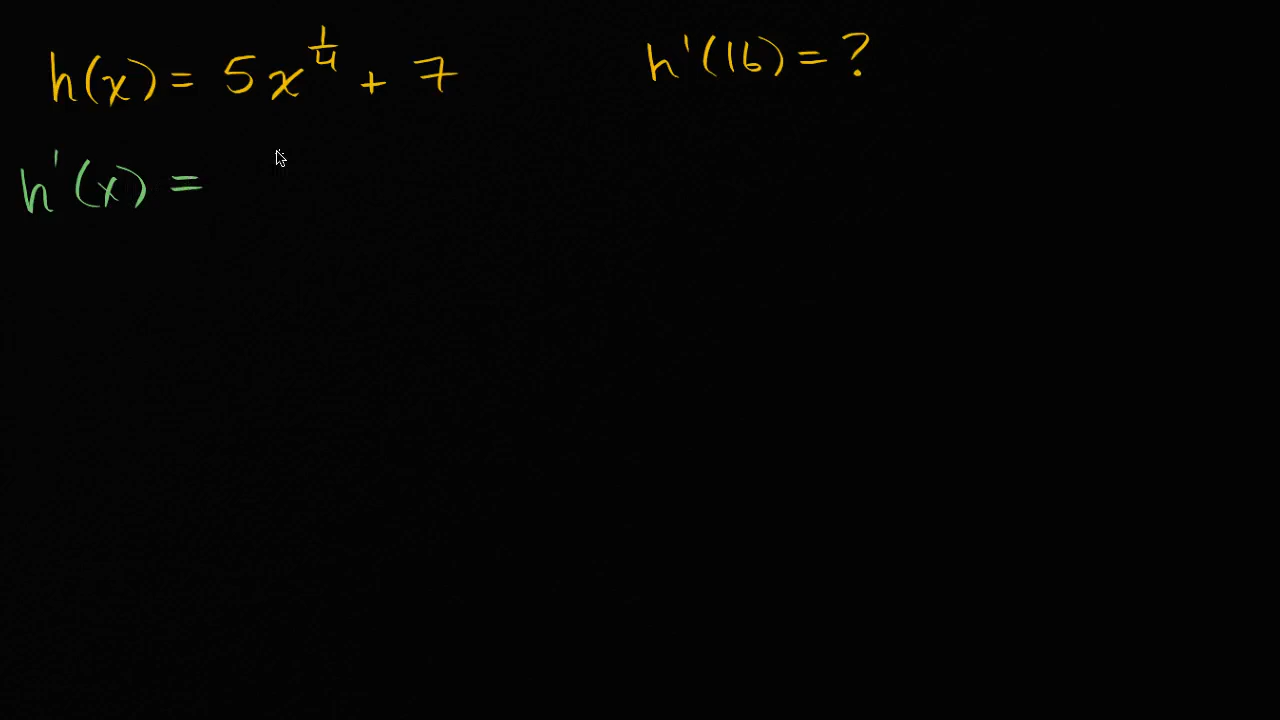 h(x) = 5x^{1/4} + 7
h'(16) = ?
h'(x) =